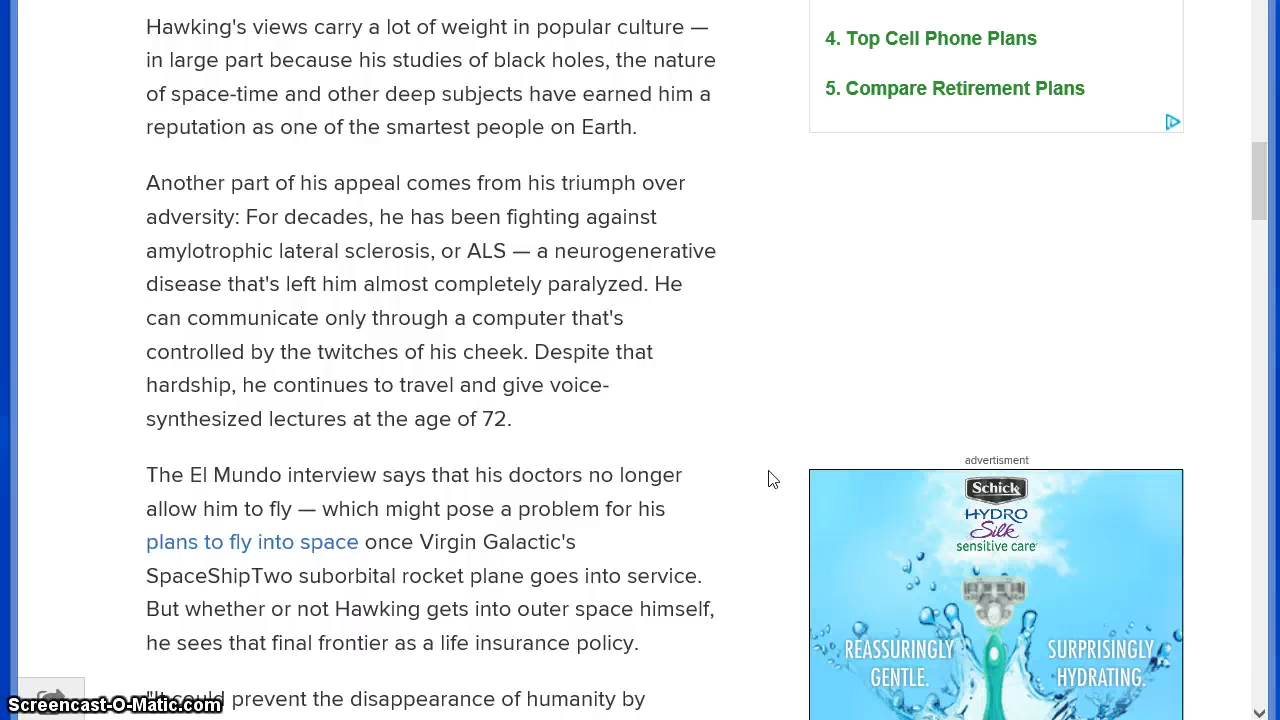 Hawking's views carry a lot of weight in popular culture —
in large part because his studies of black holes, the nature
of space-time and other deep subjects have earned him a
reputation as one of the smartest people on Earth.
Another part of his appeal comes from his triumph over
adversity: For decades, he has been fighting against
amylotrophic lateral sclerosis, or ALS — a neurogenerative
disease that's left him almost completely paralyzed. He
can communicate only through a computer that's
controlled by the twitches of his cheek. Despite that
hardship, he continues to travel and give voice-
synthesized lectures at the age of 72.
The El Mundo interview says that his doctors no longer
allow him to fly — which might pose a problem for his
plans to fly into space once Virgin Galactic's
SpaceShipTwo suborbital rocket plane goes into service.
But whether or not Hawking gets into outer space himself,
he sees that final frontier as a life insurance policy.
"It could prevent the disappearance of humanity by
4. Top Cell Phone Plans
5. Compare Retirement Plans
advertisment
Schick
HYDRO
Silk
sensitive care
REASSURINGLY
GENTLE.
SURPRISINGLY
HYDRATING.
Screencast-O-Matic.com